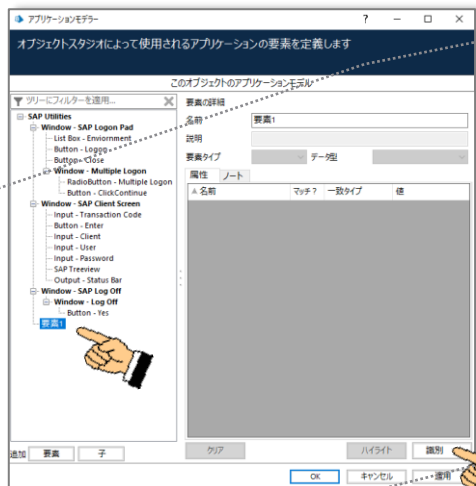 アプリケーションモデラー
オブジェクトスタジオによって使用されるアプリケーションの要素を定義します
このオブジェクトのアプリケーションモデル
ツリーにフィルターを適用...
SAP Utilities
Window - SAP Logon Pad
List Box - Enviornment
Button - Logon
Button - Close
Window - Multiple Logon
RadioButton - Multiple Logon
Button - ClickContinue
Window - SAP Client Screen
Input - Transaction Code
Button - Enter
Input - Client
Input - User
Input - Password
SAP Treeview
Output - Status Bar
Window - SAP Log Off
Window - Log Off
Button - Yes
要素1
追加 要素 子
要素の詳細
名前 要素1
説明
要素タイプ データ型
属性 ノート
名前 マッチ? 一致タイプ 値
クリア ハイライト 識別
OK キャンセル 適用